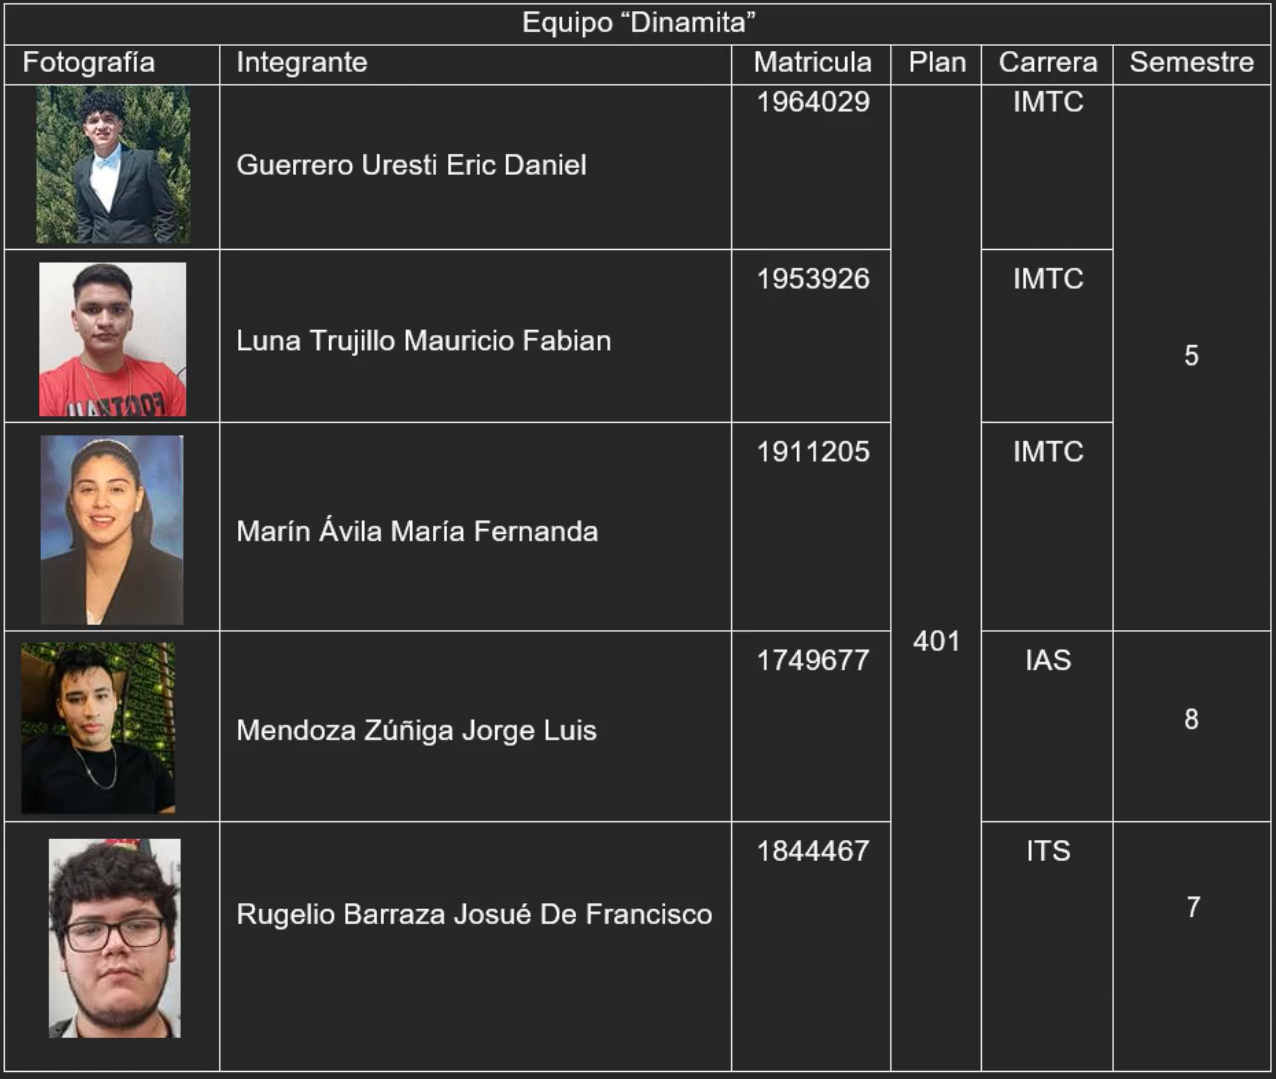 Equipo “Dinamita”
Fotografía Integrante Matricula Plan Carrera Semestre
Guerrero Uresti Eric Daniel 1964029 IMTC
Luna Trujillo Mauricio Fabian 1953926 IMTC
5
Marín Ávila María Fernanda 1911205 IMTC
401
Mendoza Zúñiga Jorge Luis 1749677 IAS 8
Rugelio Barraza Josué De Francisco 1844467 ITS 7